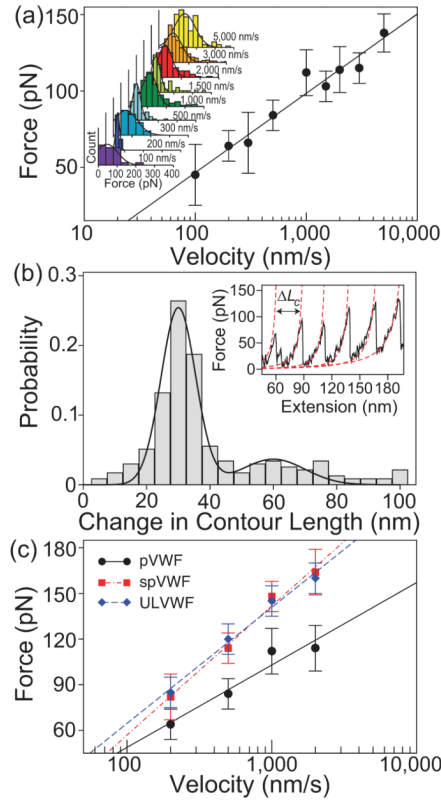 (a)
150
100
50
Force (pN)
5,000 nm/s
3,000 nm/s
2,000 nm/s
1,500 nm/s
1,000 nm/s
500 nm/s
300 nm/s
200 nm/s
100 nm/s
Count
0 100 200 300 400
Force (pN)
10 100 1,000 10,000
Velocity (nm/s)
(b)
0.3
0.2
0.1
0
Probability
0 20 40 60 80 100
Change in Contour Length (nm)
150
100
50
0
Force (pN)
ΔLc
60 90 120 150 180
Extension (nm)
(c)
180
150
120
90
60
Force (pN)
pVWF
spVWF
ULVWF
100 1,000 10,000
Velocity (nm/s)